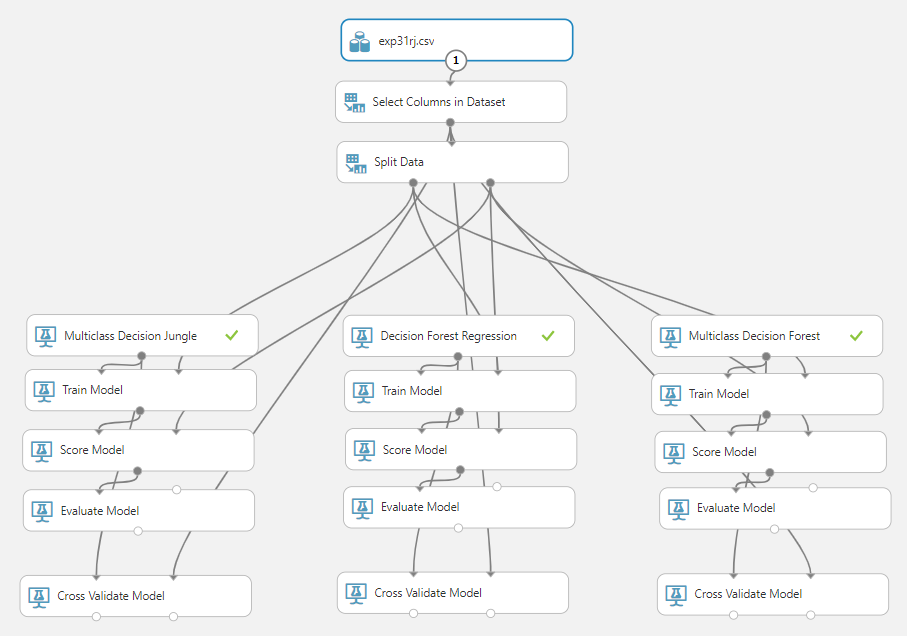 exp31rj.csv
1
Select Columns in Dataset
Split Data
Multiclass Decision Jungle
Decision Forest Regression
Multiclass Decision Forest
Train Model
Train Model
Train Model
Score Model
Score Model
Score Model
Evaluate Model
Evaluate Model
Evaluate Model
Cross Validate Model
Cross Validate Model
Cross Validate Model